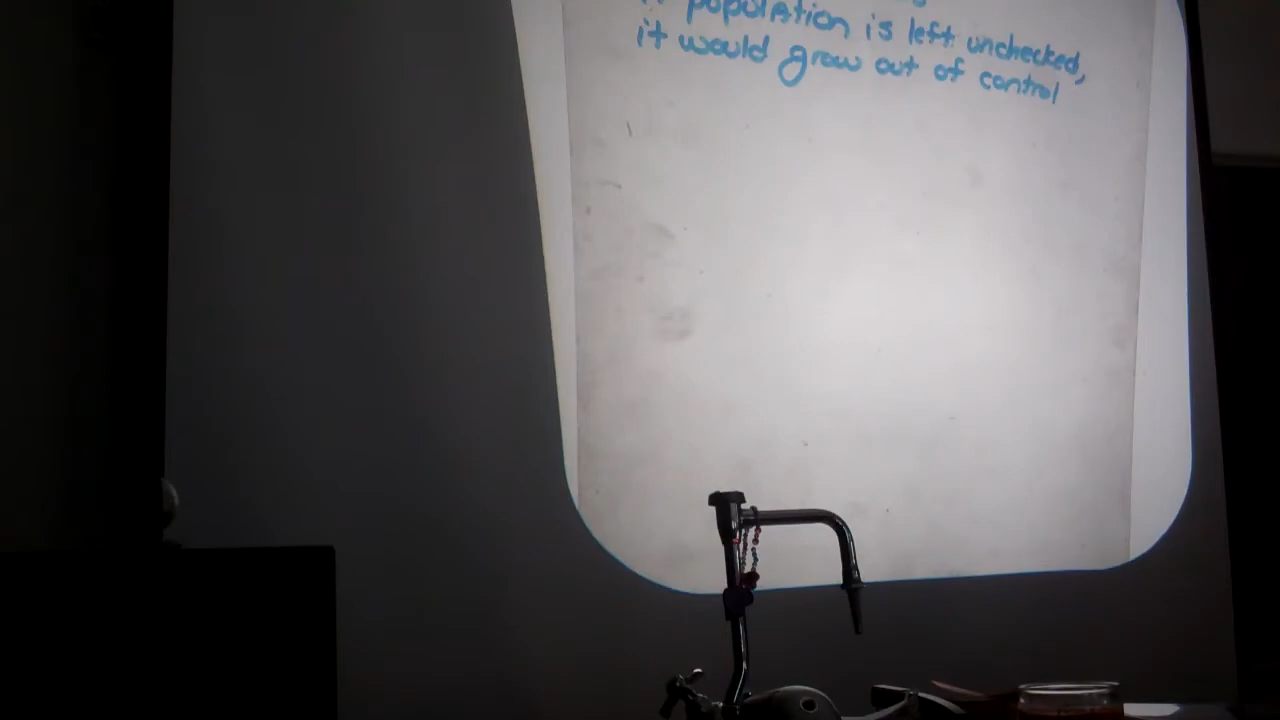 population is left unchecked,
it would grow out of control